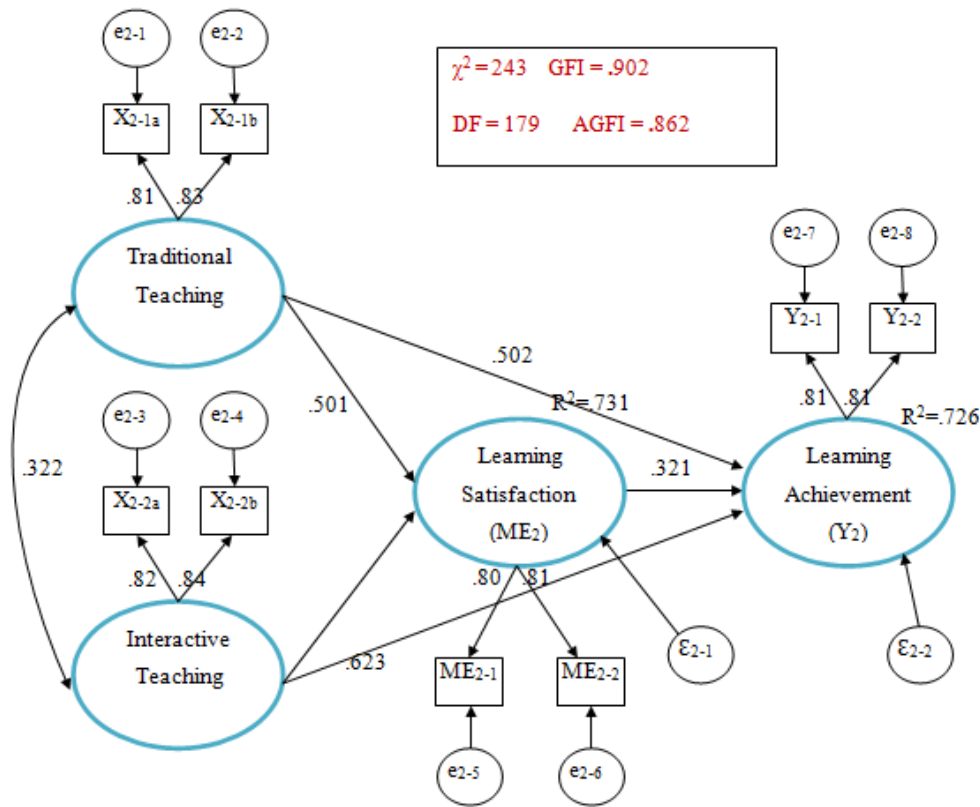 e2-1
e2-2
X2-1a
X2-1b
.81
.83
Traditional
Teaching
χ² = 243 GFI = .902
DF = 179 AGFI = .862
e2-7
e2-8
Y2-1
Y2-2
.81
.81
R²=.726
Learning
Achievement
(Y₂)
.502
.501
R²=.731
.322
e2-3
e2-4
X2-2a
X2-2b
.82
.84
Interactive
Teaching
Learning
Satisfaction
(ME₂)
.321
.80
.81
.623
ME2-1
ME2-2
e2-5
e2-6
ε2-1
ε2-2